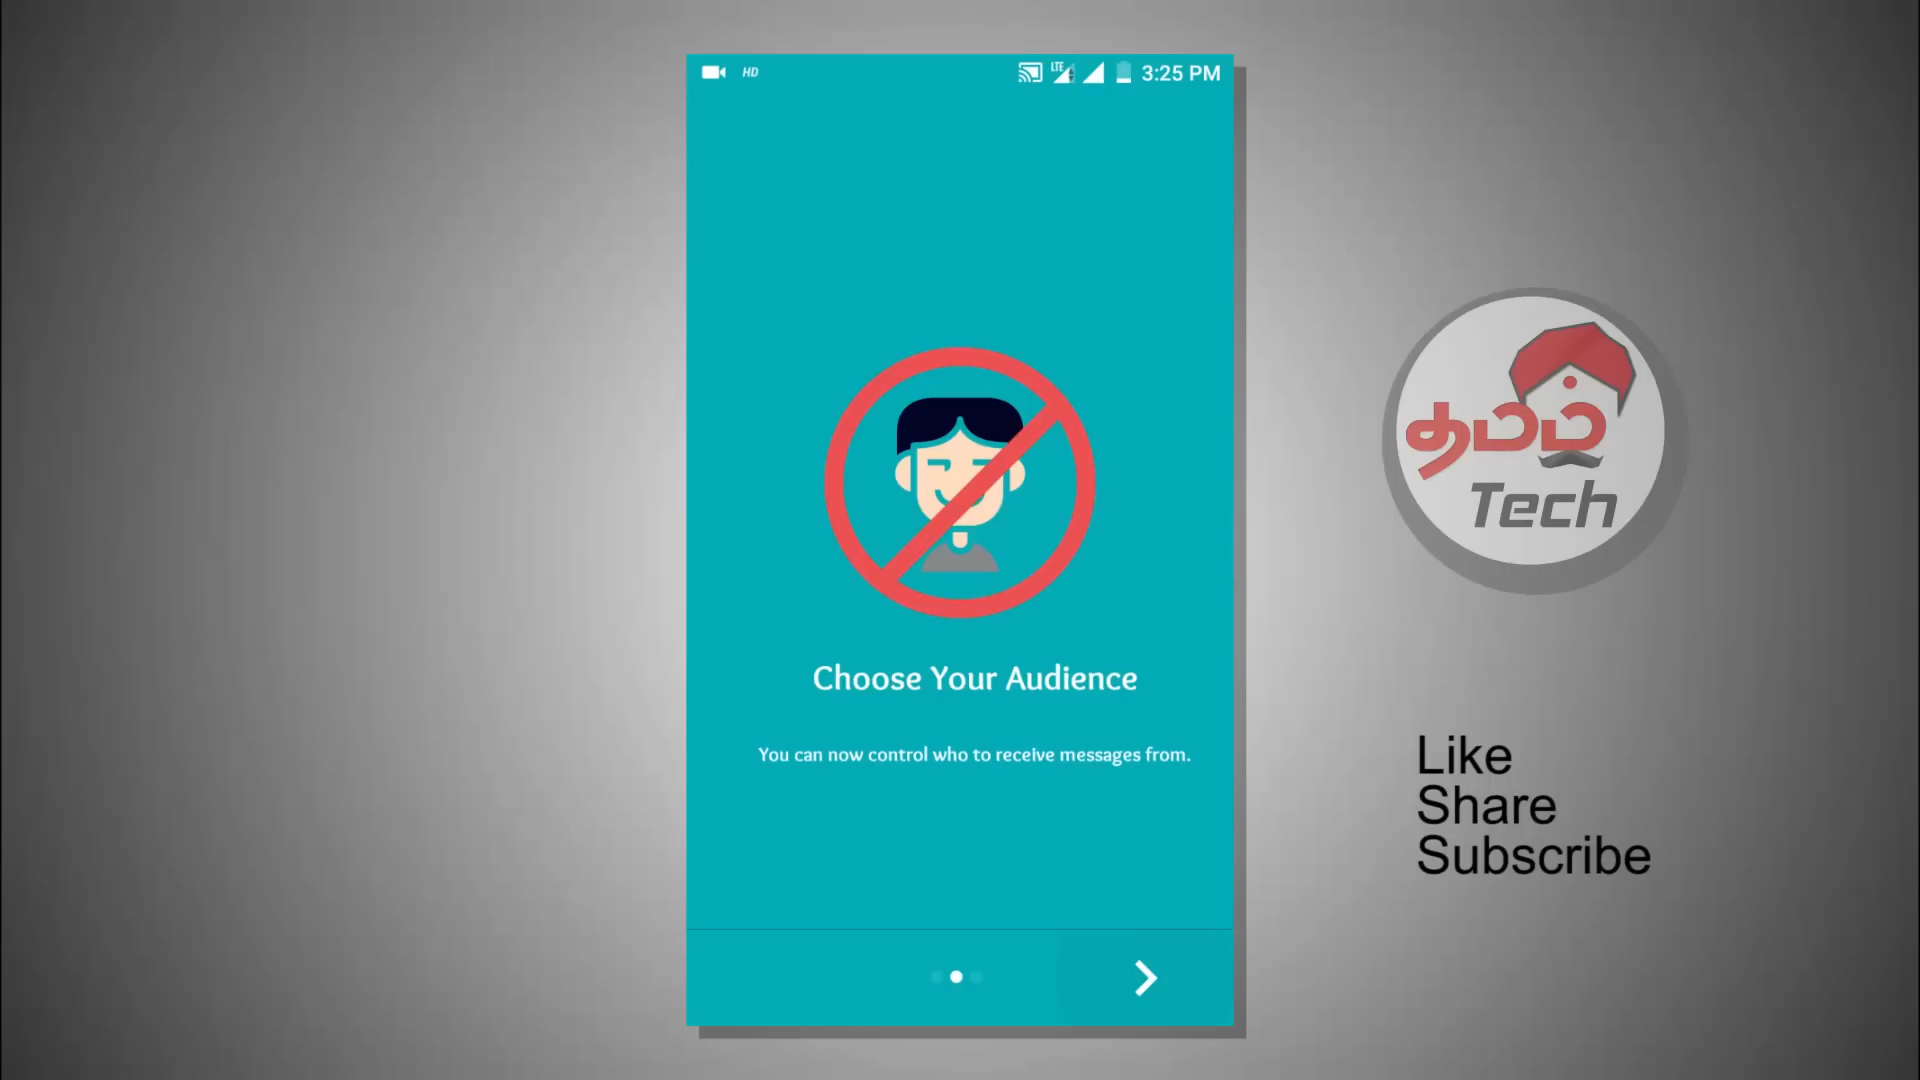 HD
LTE
3:25 PM
தமிழ்
Tech
Choose Your Audience
You can now control who to receive messages from.
Like
Share
Subscribe